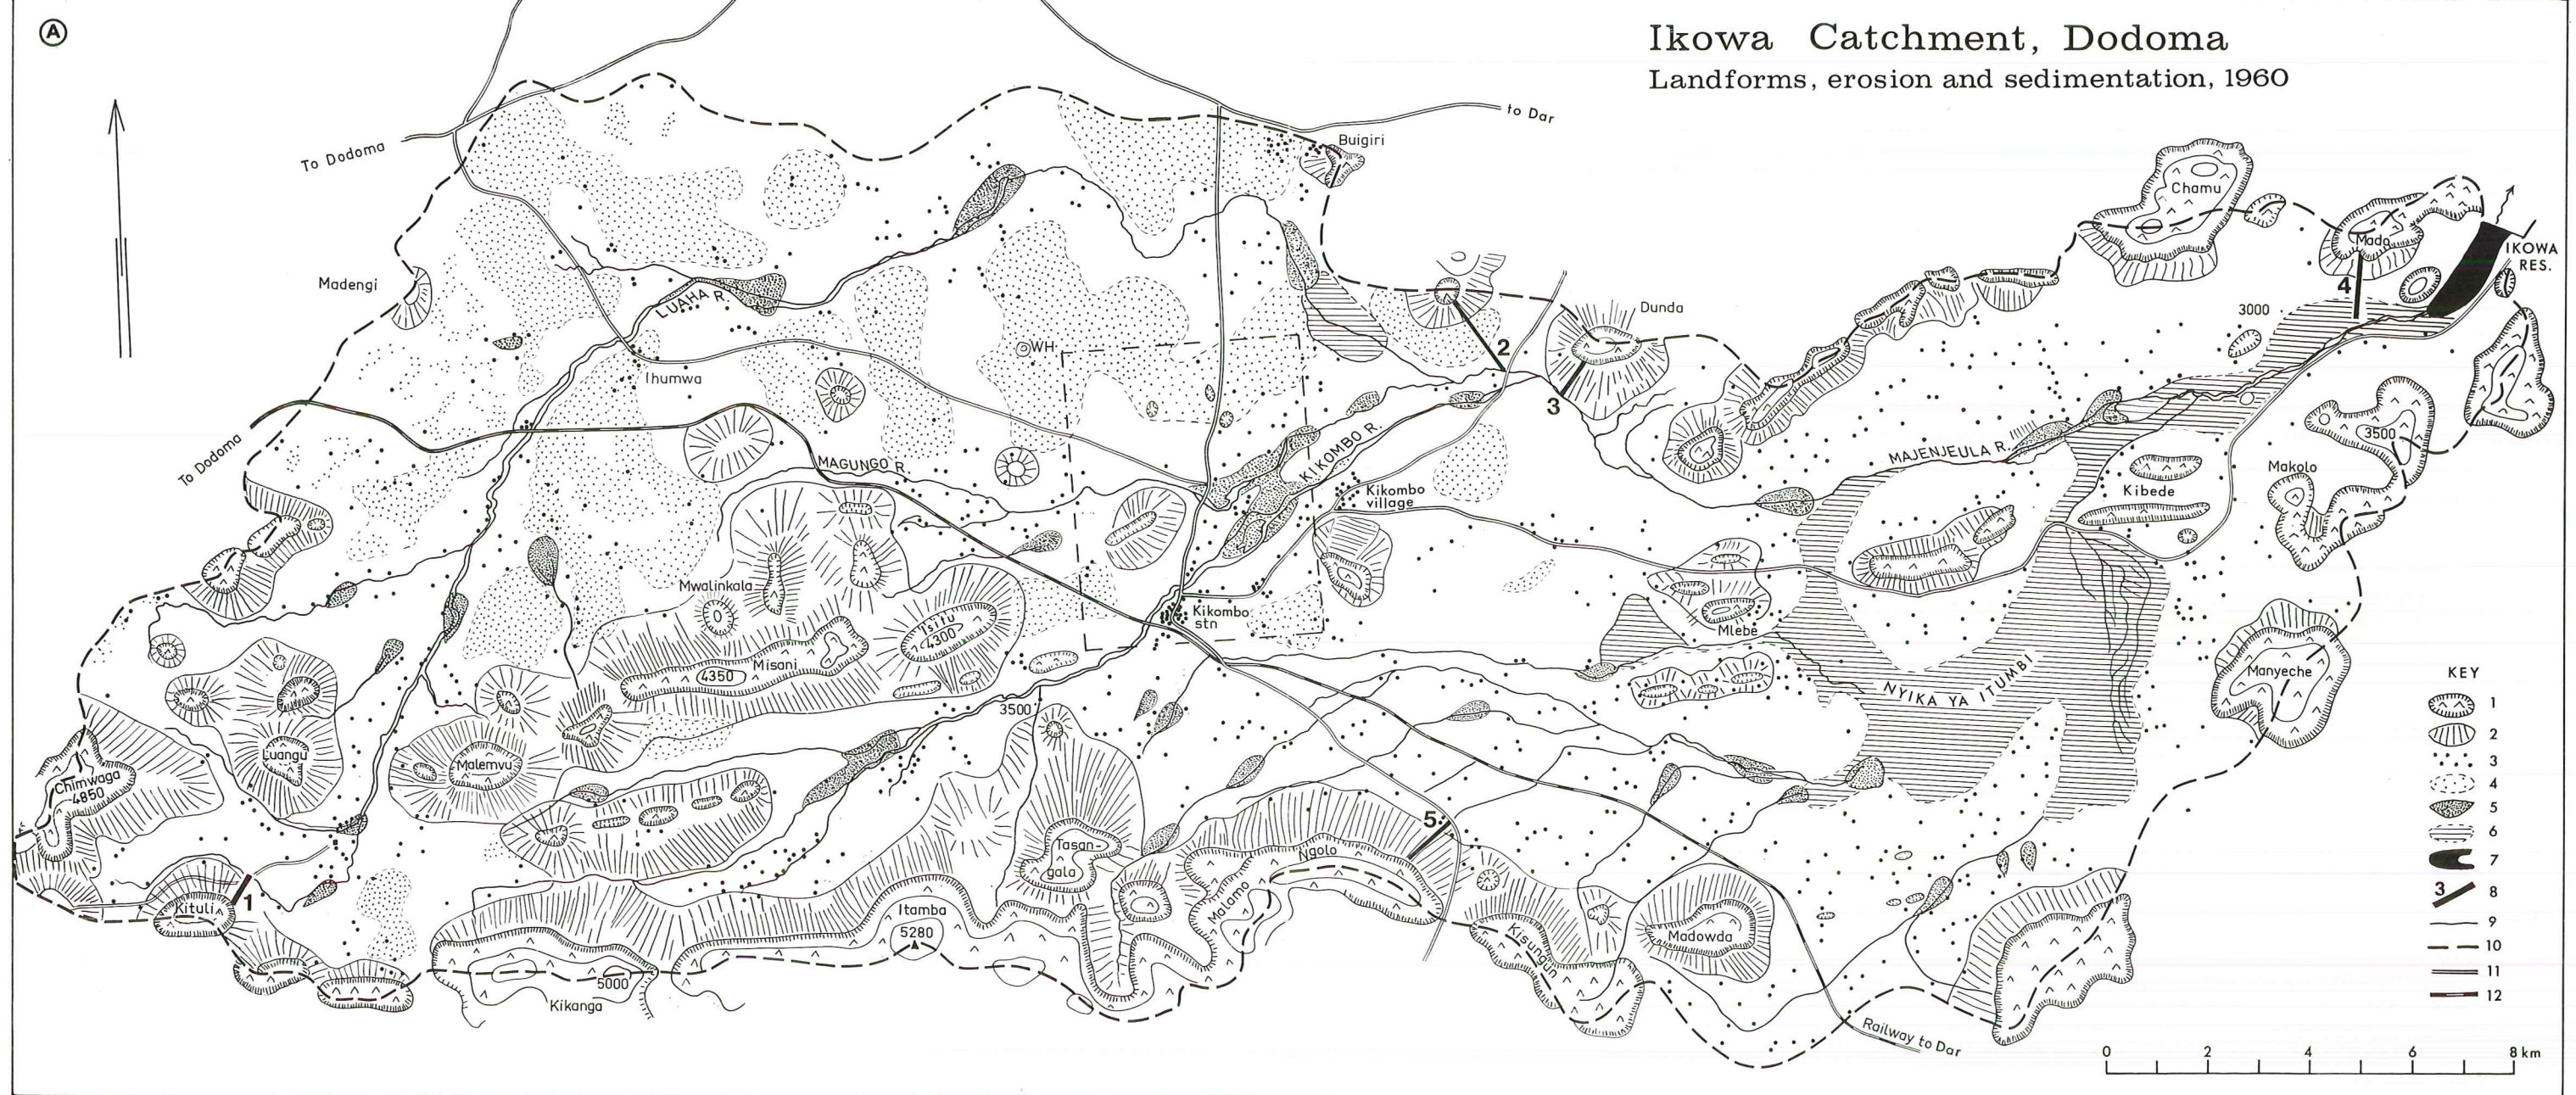 A
Ikowa Catchment, Dodoma
Landforms, erosion and sedimentation, 1960
to Dar
To Dodoma
Buigiri
Chamu
Mado
IKOWA
RES.
Madengi
LUAHA R.
4
3000
Dunda
WH
2
Ihumwa
3
To Dodoma
MAGUNGO R.
KIKOMBO R.
MAJENJEULA R.
3500
Makolo
Kikombo
village
Kibede
Mwalinkala
Kikombo
stn
Isitu
4300
Mlebe
Misani
4350
NYIKA YA ITUMBI
Manyeche
3500
Luangu
Malemvu
Chimwaga
4850
KEY
1
2
3
4
5
6
7
3 8
9
10
11
12
5
Tasan-
gala
Ngolo
Malamo
Kituli
1
Itamba
5280
Kisungun
Madowda
5000
Kikanga
Railway to Dar
0 2 4 6 8 km